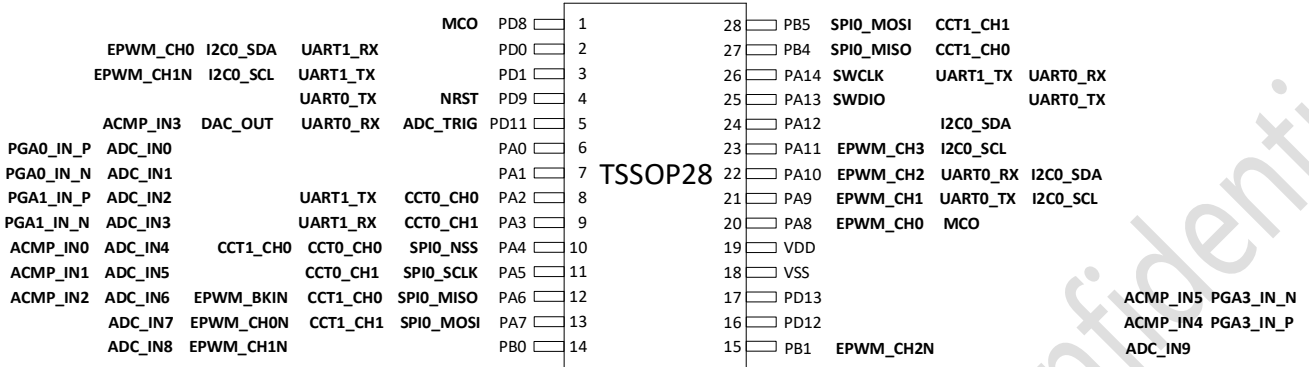 MCO PD8 1 28 PB5 SPI0_MOSI CCT1_CH1
EPWM_CH0 I2C0_SDA UART1_RX PD0 2 27 PB4 SPI0_MISO CCT1_CH0
EPWM_CH1N I2C0_SCL UART1_TX PD1 3 26 PA14 SWCLK UART1_TX UART0_RX
UART0_TX NRST PD9 4 25 PA13 SWDIO UART0_TX
ACMP_IN3 DAC_OUT UART0_RX ADC_TRIG PD11 5 24 PA12 I2C0_SDA
PGA0_IN_P ADC_IN0 PA0 6 23 PA11 EPWM_CH3 I2C0_SCL
PGA0_IN_N ADC_IN1 PA1 7 TSSOP28 22 PA10 EPWM_CH2 UART0_RX I2C0_SDA
PGA1_IN_P ADC_IN2 UART1_TX CCT0_CH0 PA2 8 21 PA9 EPWM_CH1 UART0_TX I2C0_SCL
PGA1_IN_N ADC_IN3 UART1_RX CCT0_CH1 PA3 9 20 PA8 EPWM_CH0 MCO
ACMP_IN0 ADC_IN4 CCT1_CH0 CCT0_CH0 SPI0_NSS PA4 10 19 VDD
ACMP_IN1 ADC_IN5 CCT0_CH1 SPI0_SCLK PA5 11 18 VSS
ACMP_IN2 ADC_IN6 EPWM_BKIN CCT1_CH0 SPI0_MISO PA6 12 17 PD13 ACMP_IN5 PGA3_IN_N
ADC_IN7 EPWM_CH0N CCT1_CH1 SPI0_MOSI PA7 13 16 PD12 ACMP_IN4 PGA3_IN_P
ADC_IN8 EPWM_CH1N PB0 14 15 PB1 EPWM_CH2N ADC_IN9